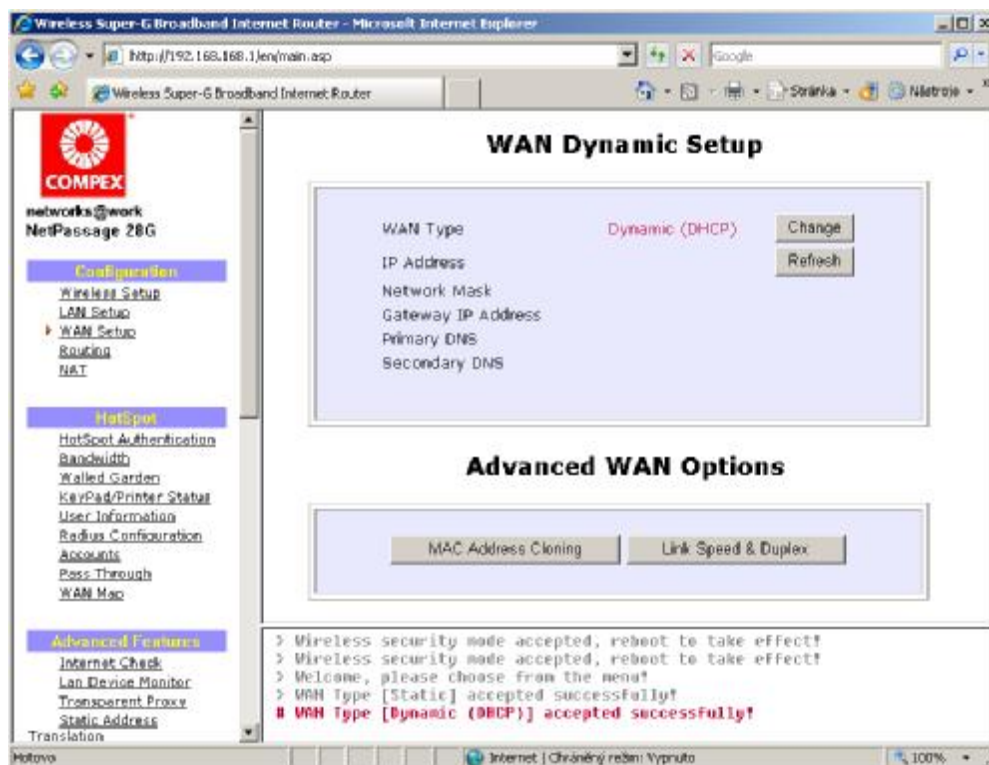 Wireless Super-G Broadband Internet Router - Microsoft Internet Explorer
http://192.168.168.1/en/main.asp
Google
Wireless Super-G Broadband Internet Router
Stránka
Nástroje
COMPEX
networks@work
NetPassage 28G
Configuration
Wireless Setup
LAN Setup
WAN Setup
Routing
NAT
HotSpot
HotSpot Authentication
Bandwidth
Walled Garden
KeyPad/Printer Status
User Information
Radius Configuration
Accounts
Pass Through
WAN Map
Advanced Features
Internet Check
Lan Device Monitor
Transparent Proxy
Static Address
Translation
WAN Dynamic Setup
WAN Type Dynamic (DHCP) Change
IP Address Refresh
Network Mask
Gateway IP Address
Primary DNS
Secondary DNS
Advanced WAN Options
MAC Address Cloning Link Speed & Duplex
> Wireless security mode accepted, reboot to take effect!
> Wireless security mode accepted, reboot to take effect!
> Welcome, please choose from the menu!
> WAN Type [Static] accepted successfully!
# WAN Type [Dynamic (DHCP)] accepted successfully!
Hotovo
Internet | Chráněný režim: Vypnuto
100%